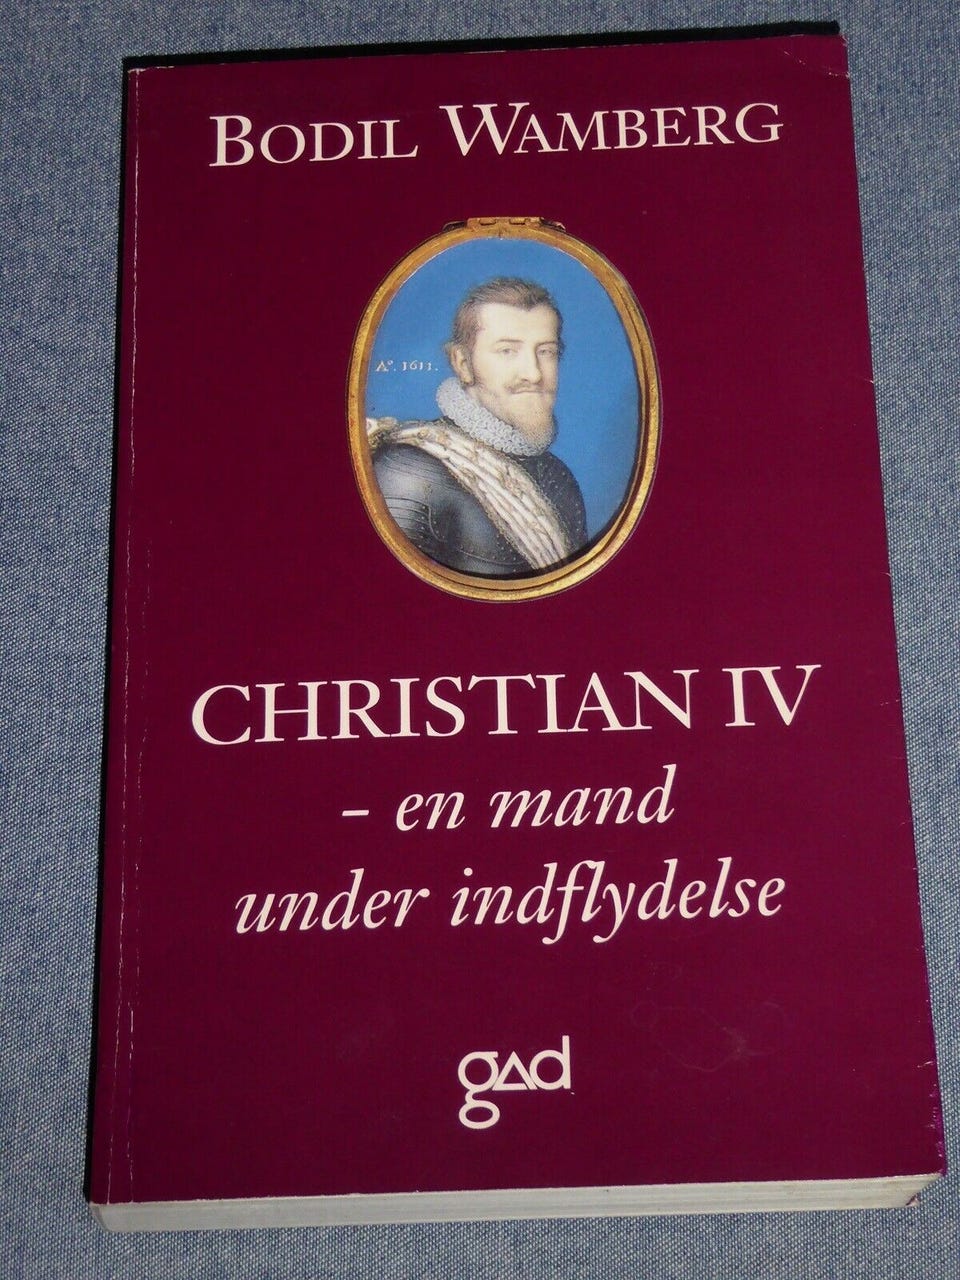 BODIL WAMBERG
Aº. 1611.
CHRISTIAN IV
– en mand
under indflydelse
gad